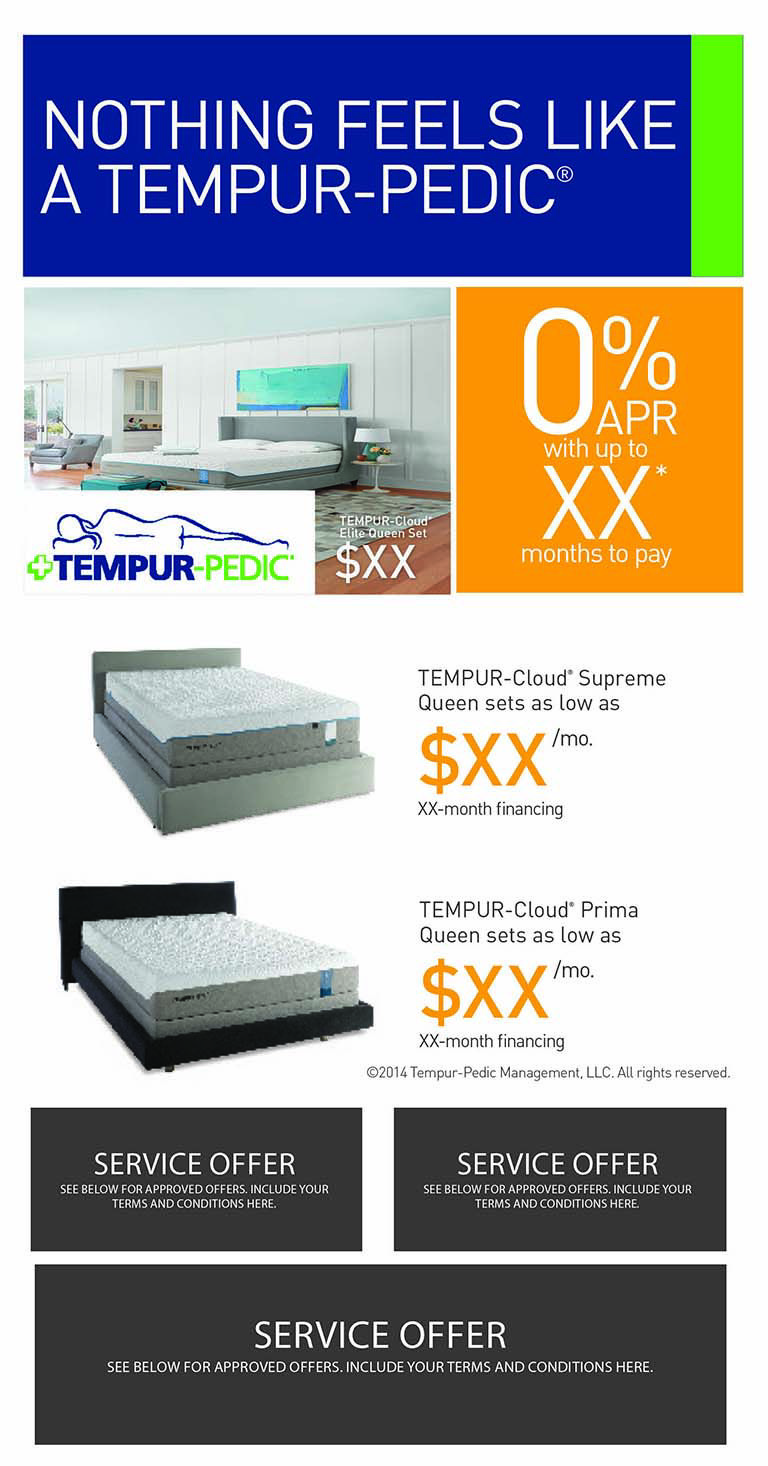 NOTHING FEELS LIKE
A TEMPUR-PEDIC®
TEMPUR-PEDIC®
TEMPUR-Cloud®
Elite Queen Set
$XX
0%
APR
with up to
XX*
months to pay
TEMPUR-Cloud® Supreme
Queen sets as low as
$XX/mo.
XX-month financing
TEMPUR-Cloud® Prima
Queen sets as low as
$XX/mo.
XX-month financing
©2014 Tempur-Pedic Management, LLC. All rights reserved.
SERVICE OFFER
SEE BELOW FOR APPROVED OFFERS. INCLUDE YOUR
TERMS AND CONDITIONS HERE.
SERVICE OFFER
SEE BELOW FOR APPROVED OFFERS. INCLUDE YOUR
TERMS AND CONDITIONS HERE.
SERVICE OFFER
SEE BELOW FOR APPROVED OFFERS. INCLUDE YOUR TERMS AND CONDITIONS HERE.